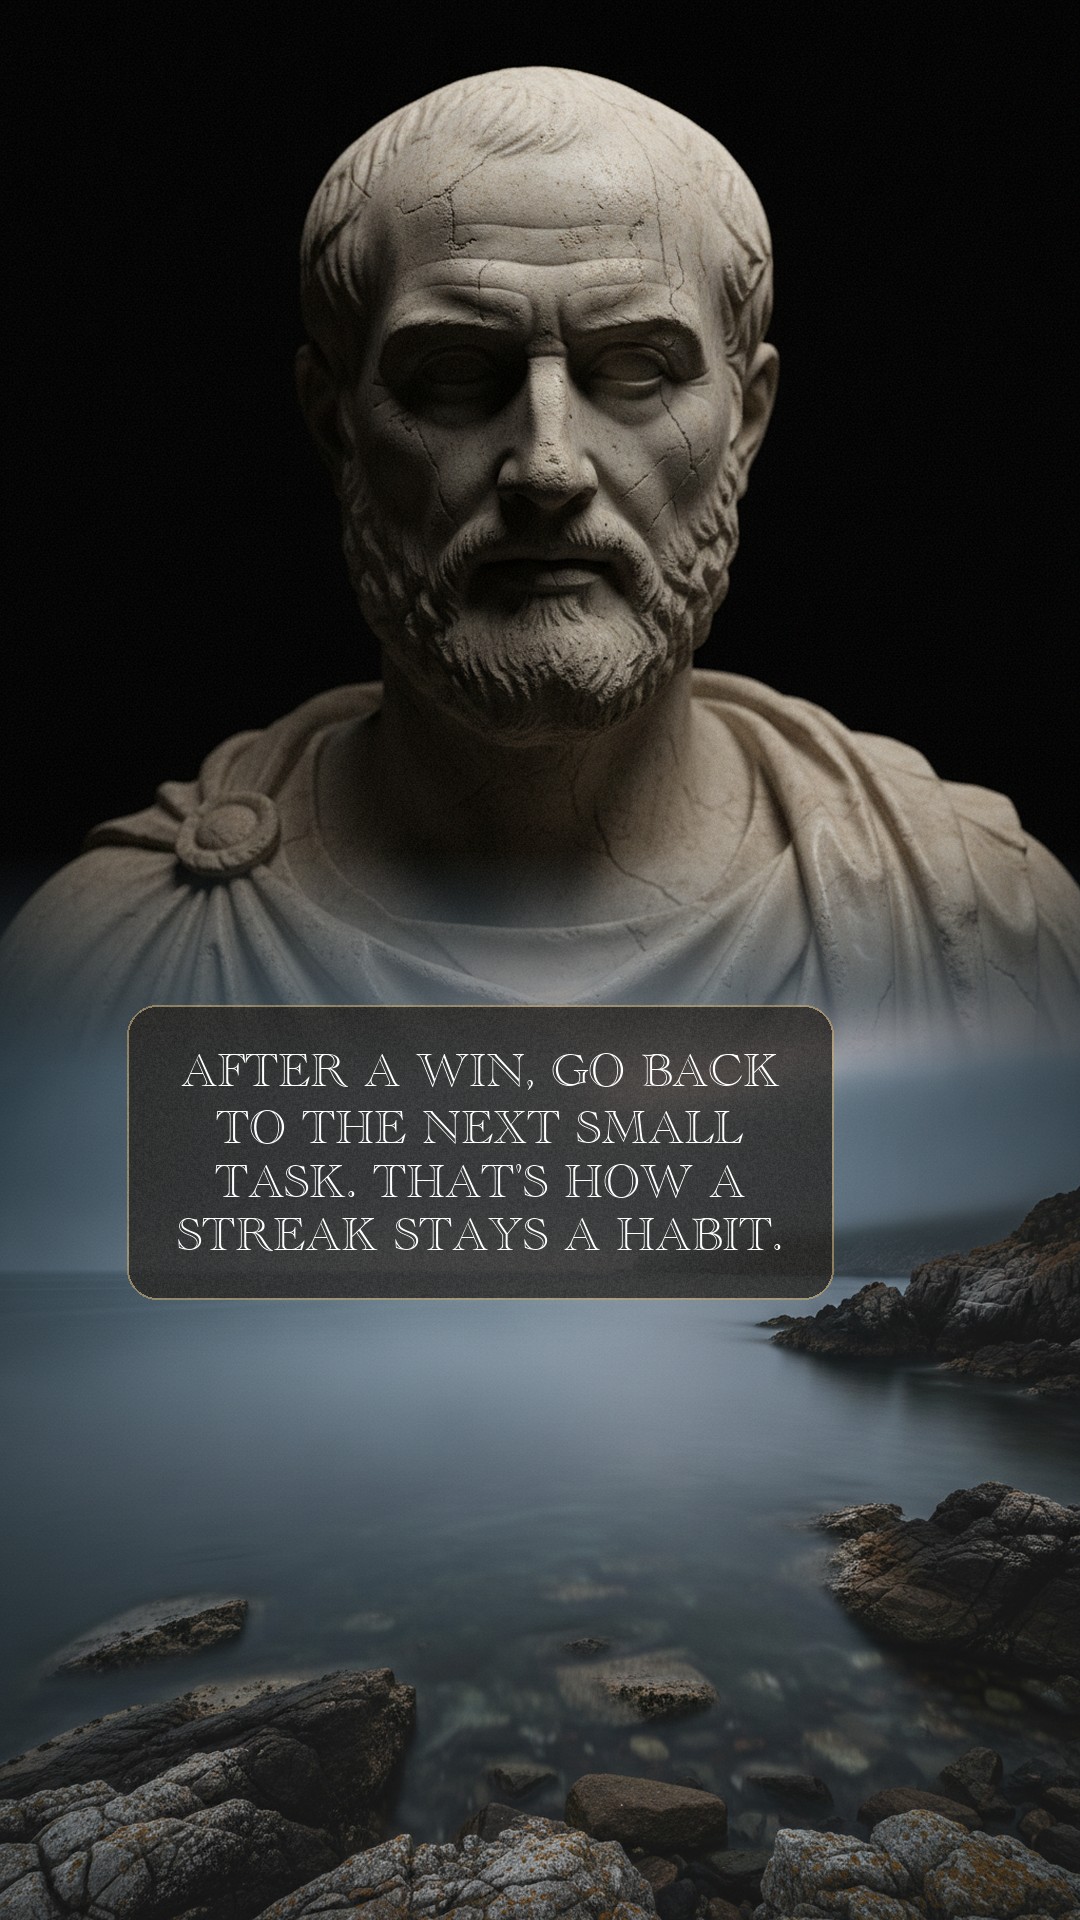 AFTER A WIN, GO BACK
TO THE NEXT SMALL
TASK. THAT'S HOW A
STREAK STAYS A HABIT.